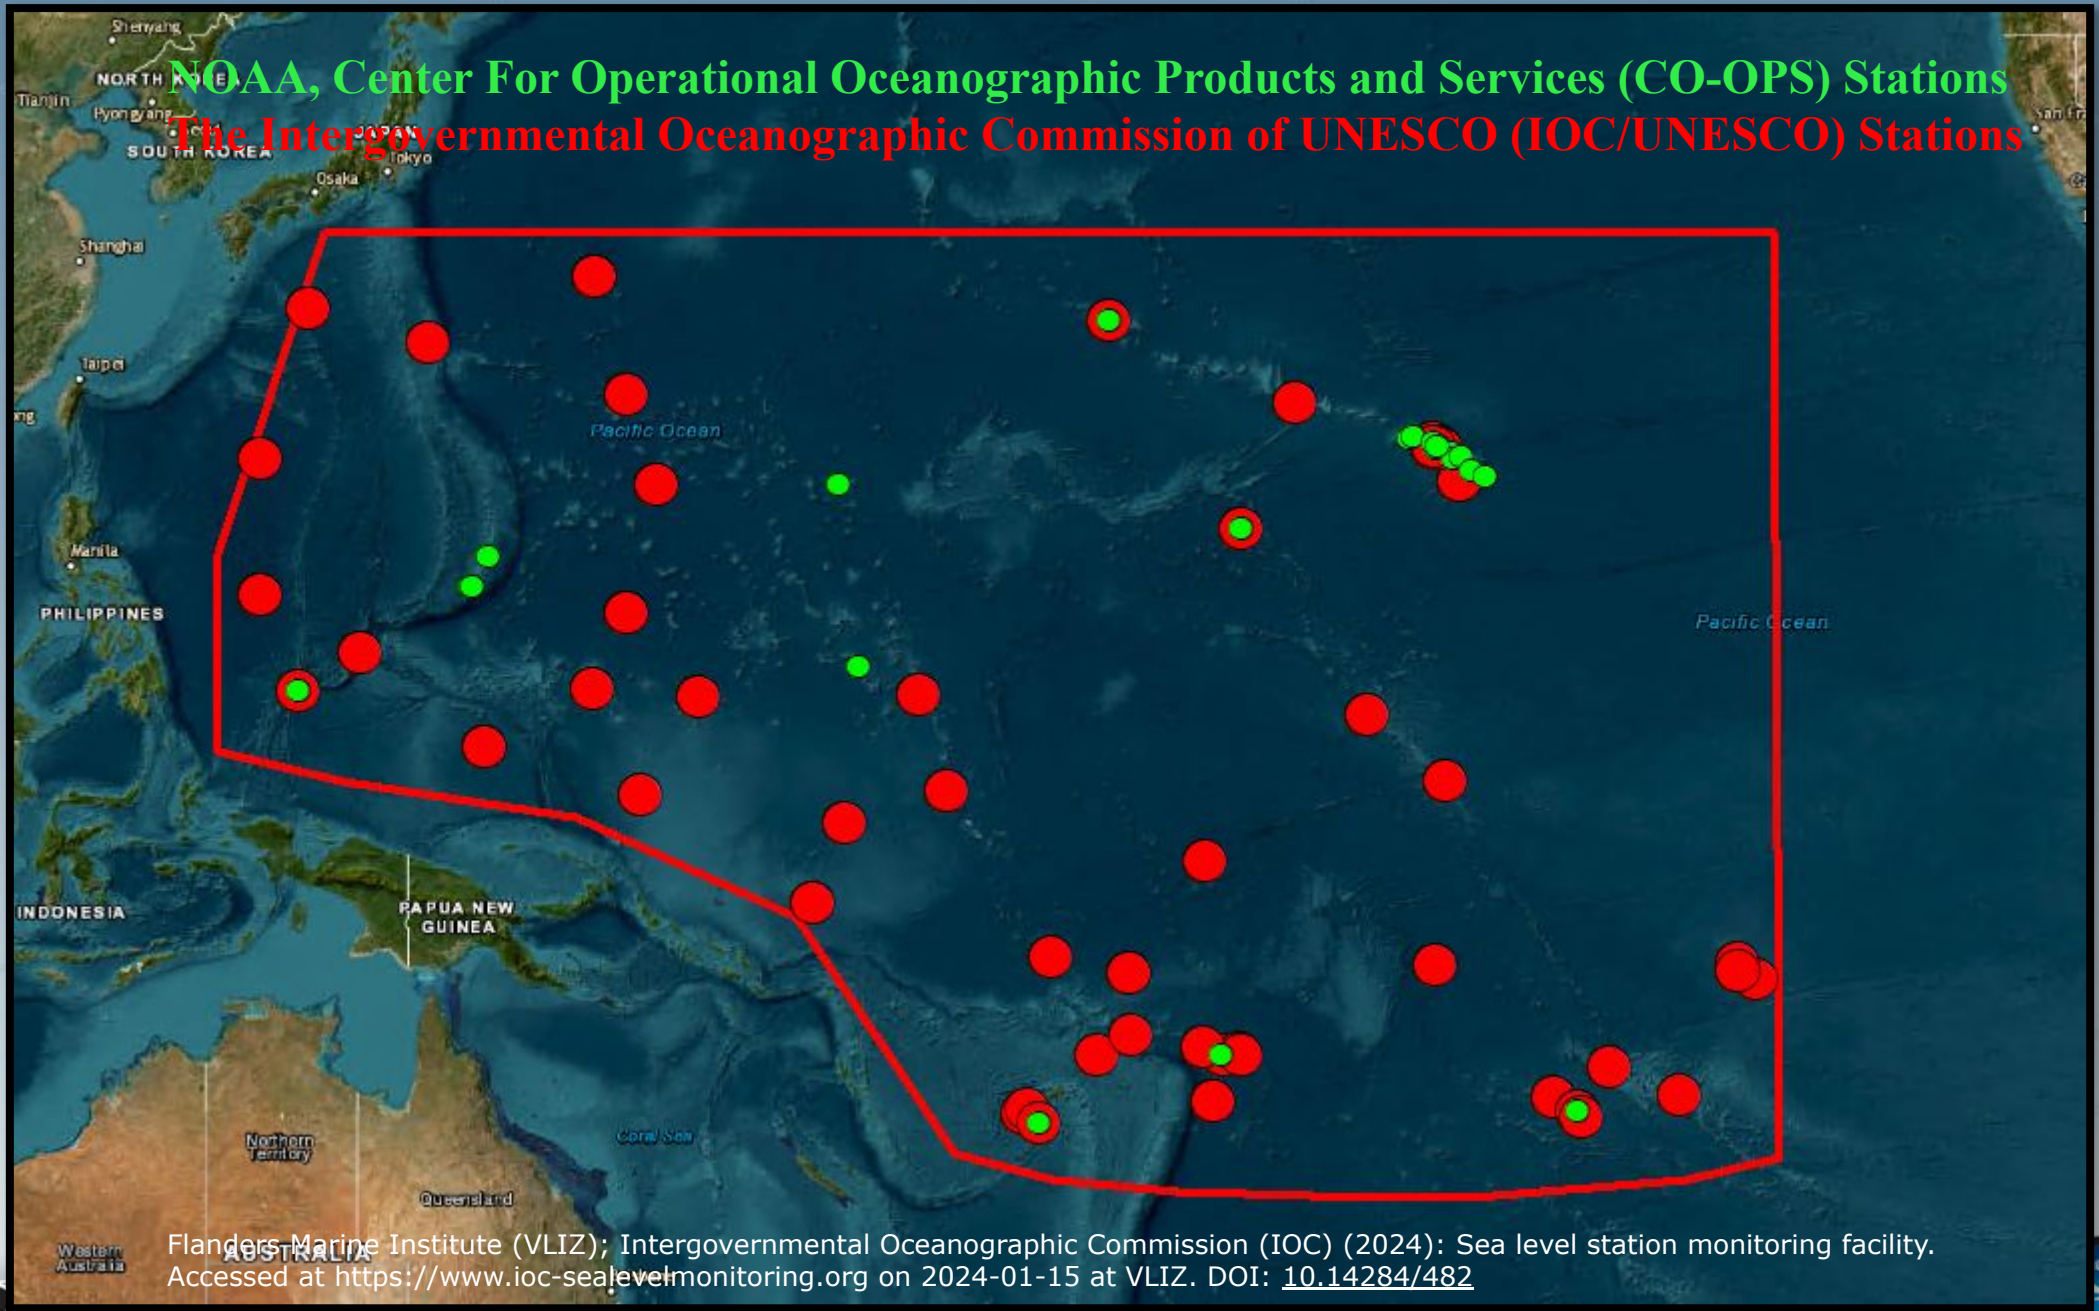 Shenyang
NORTH KOREA
NOAA, Center For Operational Oceanographic Products and Services (CO-OPS) Stations
Tianjin
Pyongyang
San Fr
The Intergovernmental Oceanographic Commission of UNESCO (IOC/UNESCO) Stations
SOUTH KOREA
Tokyo
Osaka
Shanghai
Taipei
Pacific Ocean
Manila
PHILIPPINES
Pacific Ocean
INDONESIA
PAPUA NEW
GUINEA
Coral Sea
Northern
Territory
Queensland
Western
Australia
AUSTRALIA
Flanders Marine Institute (VLIZ); Intergovernmental Oceanographic Commission (IOC) (2024): Sea level station monitoring facility.
Accessed at https://www.ioc-sealevelmonitoring.org on 2024-01-15 at VLIZ. DOI: 10.14284/482